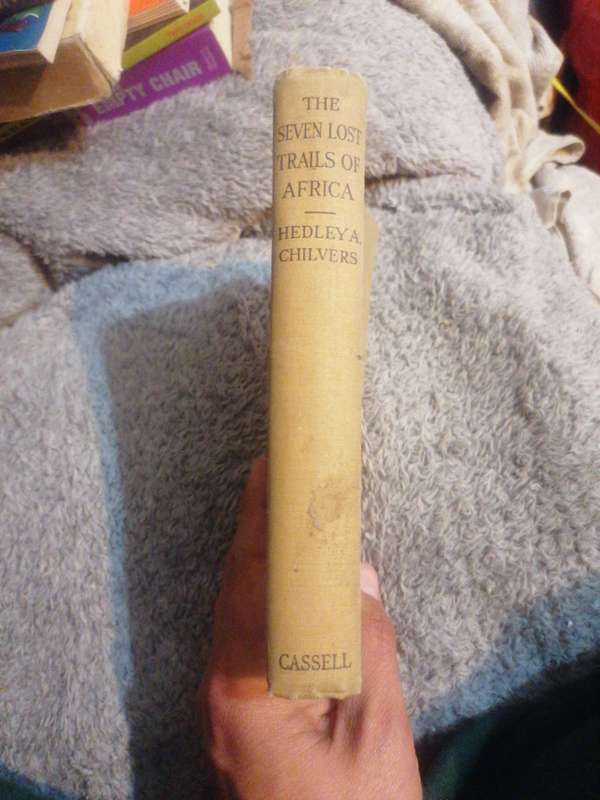 THE
SEVEN LOST
TRAILS OF
AFRICA
HEDLEY A.
CHILVERS
CASSELL
EMPTY CHAIR